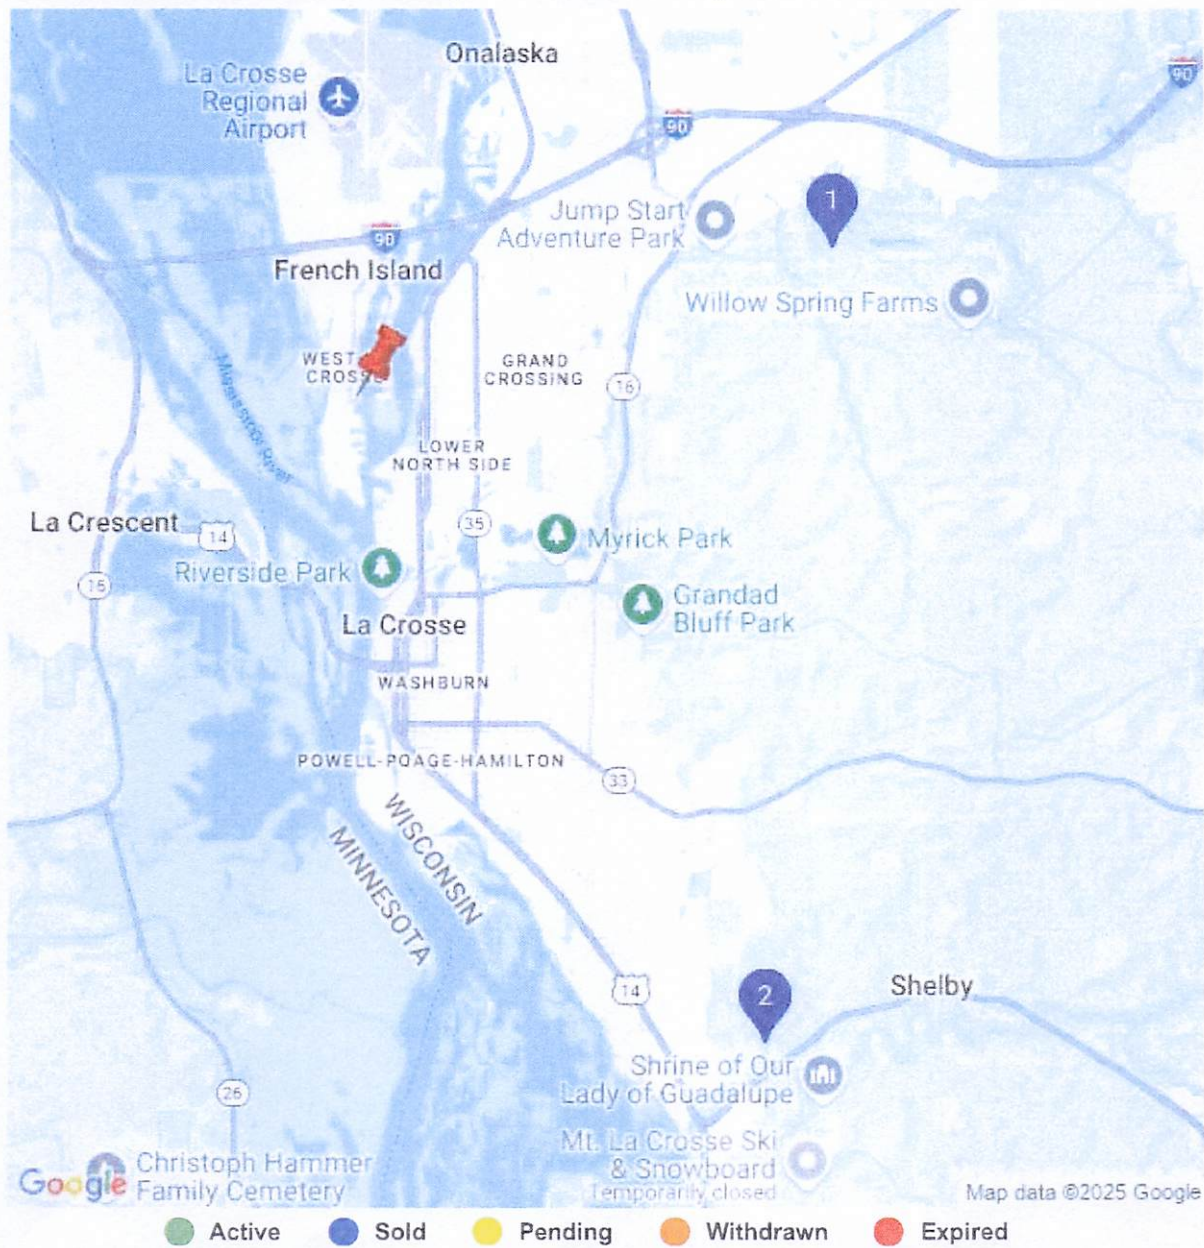 Onalaska
La Crosse
Regional
Airport
90
90
1
Jump Start
Adventure Park
90
French Island
Willow Spring Farms
WEST
CROSS
GRAND
CROSSING
16
Mississippi River
LOWER
NORTH SIDE
La Crescent
14
35
Myrick Park
Riverside Park
16
Grandad
Bluff Park
La Crosse
WASHBURN
POWELL-POAGE-HAMILTON
33
WISCONSIN
MINNESOTA
14
2
Shelby
Shrine of Our
Lady of Guadalupe
26
Mt. La Crosse Ski
& Snowboard
Temporarily closed
Christoph Hammer
Family Cemetery
Google
Map data ©2025 Google
Active Sold Pending Withdrawn Expired